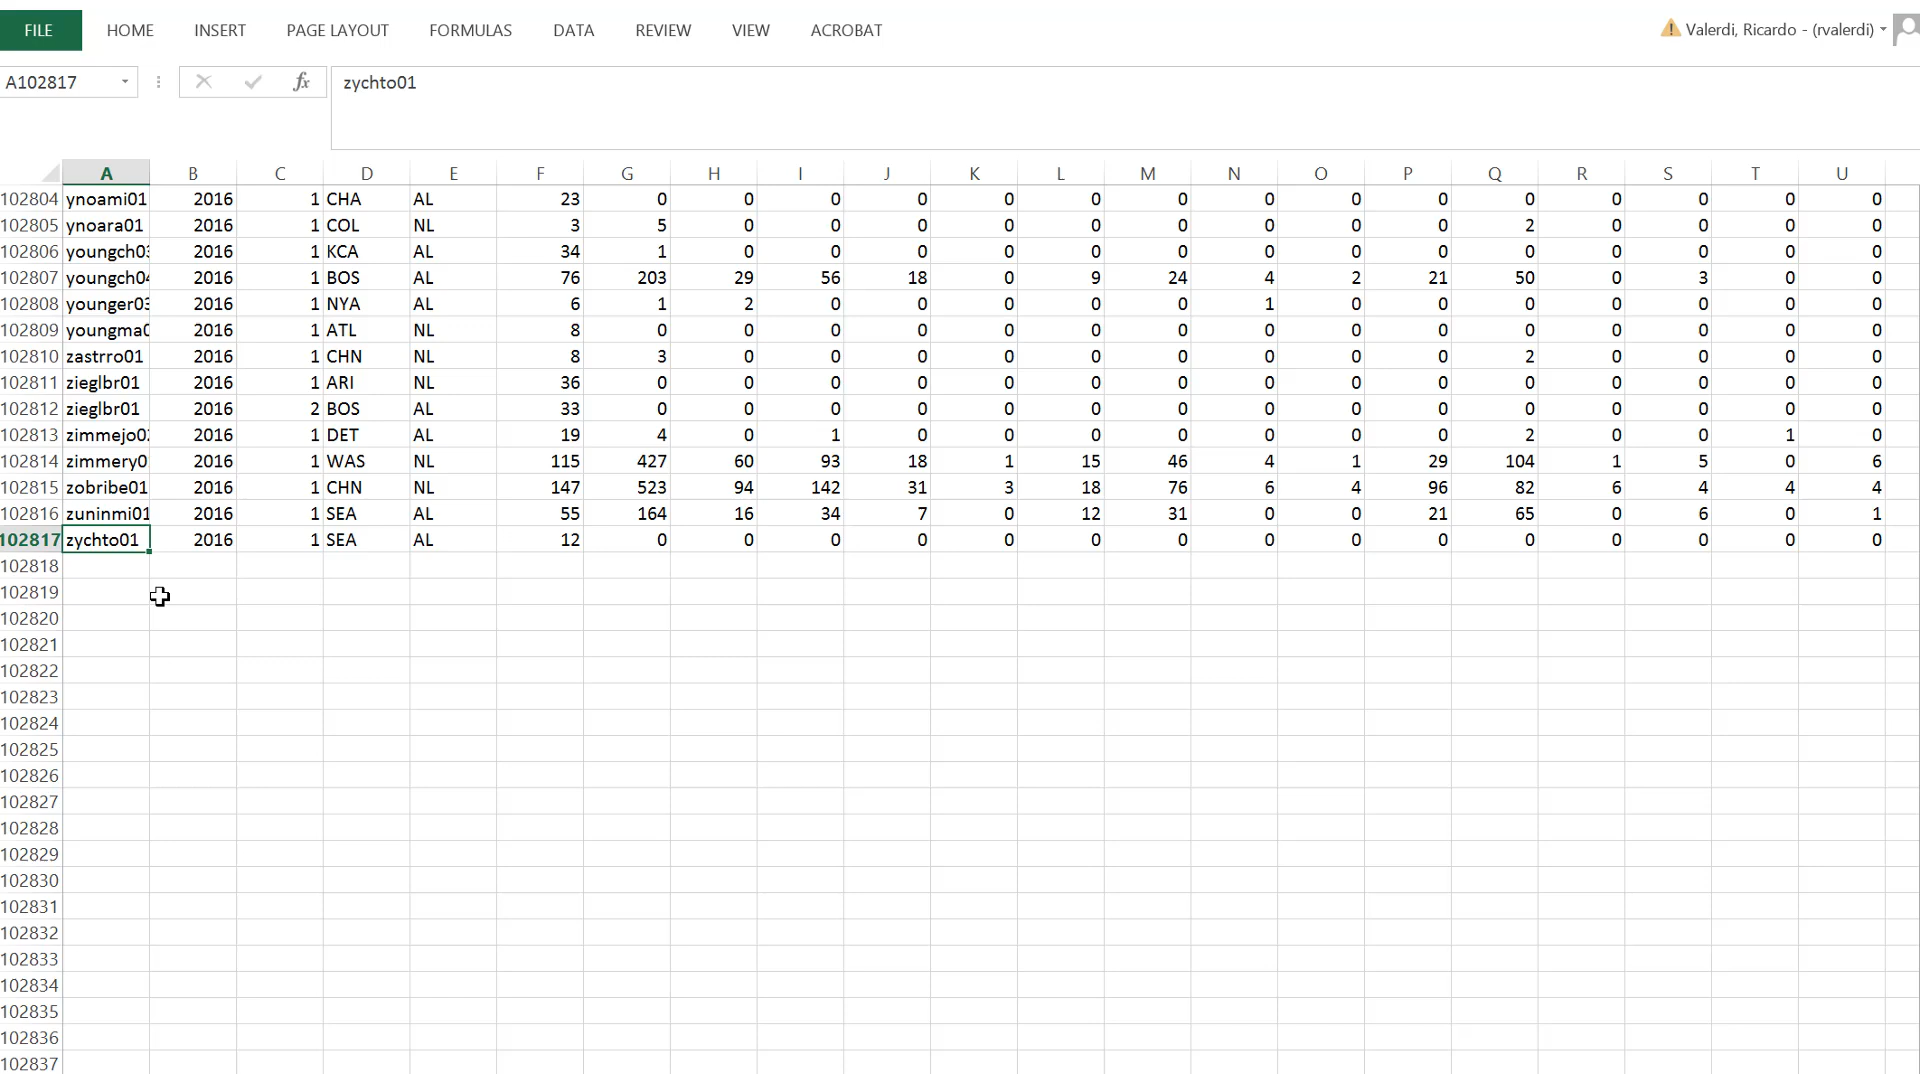 FILE HOME INSERT PAGE LAYOUT FORMULAS DATA REVIEW VIEW ACROBAT Valerdi, Ricardo - (rvalerdi)
A102817 fx zychto01
A B C D E F G H I J K L M N O P Q R S T U
102804 ynoami01 2016 1 CHA AL 23 0 0 0 0 0 0 0 0 0 0 0 0 0 0 0
102805 ynoara01 2016 1 COL NL 3 5 0 0 0 0 0 0 0 0 0 2 0 0 0 0
102806 youngch03 2016 1 KCA AL 34 1 0 0 0 0 0 0 0 0 0 0 0 0 0 0
102807 youngch04 2016 1 BOS AL 76 203 29 56 18 0 9 24 4 2 21 50 0 3 0 0
102808 younger03 2016 1 NYA AL 6 1 2 0 0 0 0 0 1 0 0 0 0 0 0 0
102809 youngma0 2016 1 ATL NL 8 0 0 0 0 0 0 0 0 0 0 0 0 0 0 0
102810 zastrro01 2016 1 CHN NL 8 3 0 0 0 0 0 0 0 0 0 2 0 0 0 0
102811 zieglbr01 2016 1 ARI NL 36 0 0 0 0 0 0 0 0 0 0 0 0 0 0 0
102812 zieglbr01 2016 2 BOS AL 33 0 0 0 0 0 0 0 0 0 0 0 0 0 0 0
102813 zimmejo02 2016 1 DET AL 19 4 0 1 0 0 0 0 0 0 0 2 0 0 1 0
102814 zimmery0 2016 1 WAS NL 115 427 60 93 18 1 15 46 4 1 29 104 1 5 0 6
102815 zobribe01 2016 1 CHN NL 147 523 94 142 31 3 18 76 6 4 96 82 6 4 4 4
102816 zuninmi01 2016 1 SEA AL 55 164 16 34 7 0 12 31 0 0 21 65 0 6 0 1
102817 zychto01 2016 1 SEA AL 12 0 0 0 0 0 0 0 0 0 0 0 0 0 0 0
102818
102819
102820
102821
102822
102823
102824
102825
102826
102827
102828
102829
102830
102831
102832
102833
102834
102835
102836
102837